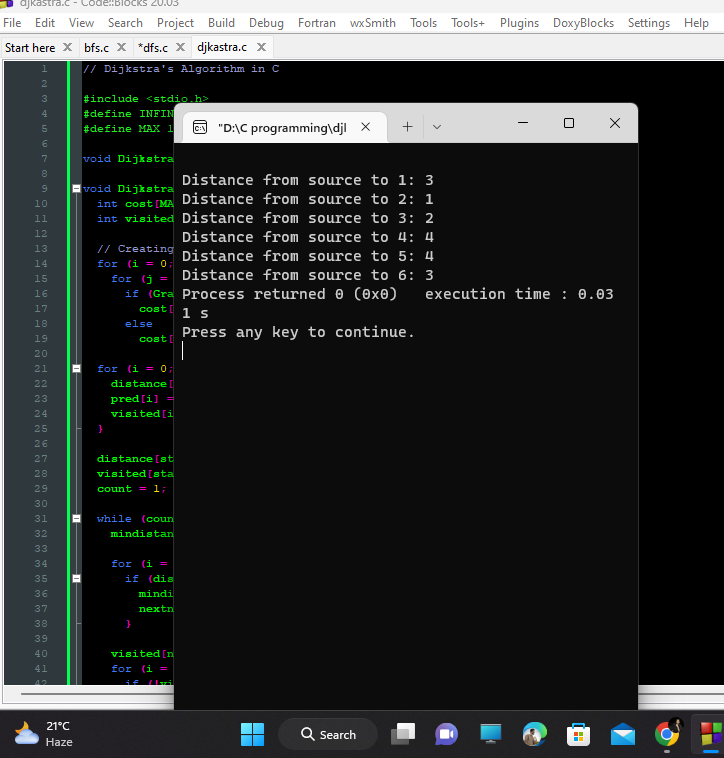 djkastra.c - Code::Blocks 20.03
File Edit View Search Project Build Debug Fortran wxSmith Tools Tools+ Plugins DoxyBlocks Settings Help
Start here bfs.c *dfs.c djkastra.c
1 // Dijkstra's Algorithm in C
2
3 #include <stdio.h>
4 #define INFIN
5 #define MAX 1
6
7 void Dijkstra
8
9 void Dijkstra
10 int cost[MA
11 int visited
12
13 // Creating
14 for (i = 0;
15 for (j =
16 if (Gra
17 cost[
18 else
19 cost[
20
21 for (i = 0;
22 distance[
23 pred[i] =
24 visited[i
25 }
26
27 distance[st
28 visited[sta
29 count = 1;
30
31 while (coun
32 mindistan
33
34 for (i =
35 if (dis
36 mindi
37 nextn
38 }
39
40 visited[n
41 for (i =
42 if (!vi
"D:\C programming\djl
Distance from source to 1: 3
Distance from source to 2: 1
Distance from source to 3: 2
Distance from source to 4: 4
Distance from source to 5: 4
Distance from source to 6: 3
Process returned 0 (0x0) execution time : 0.03
1 s
Press any key to continue.
21°C
Haze
Search